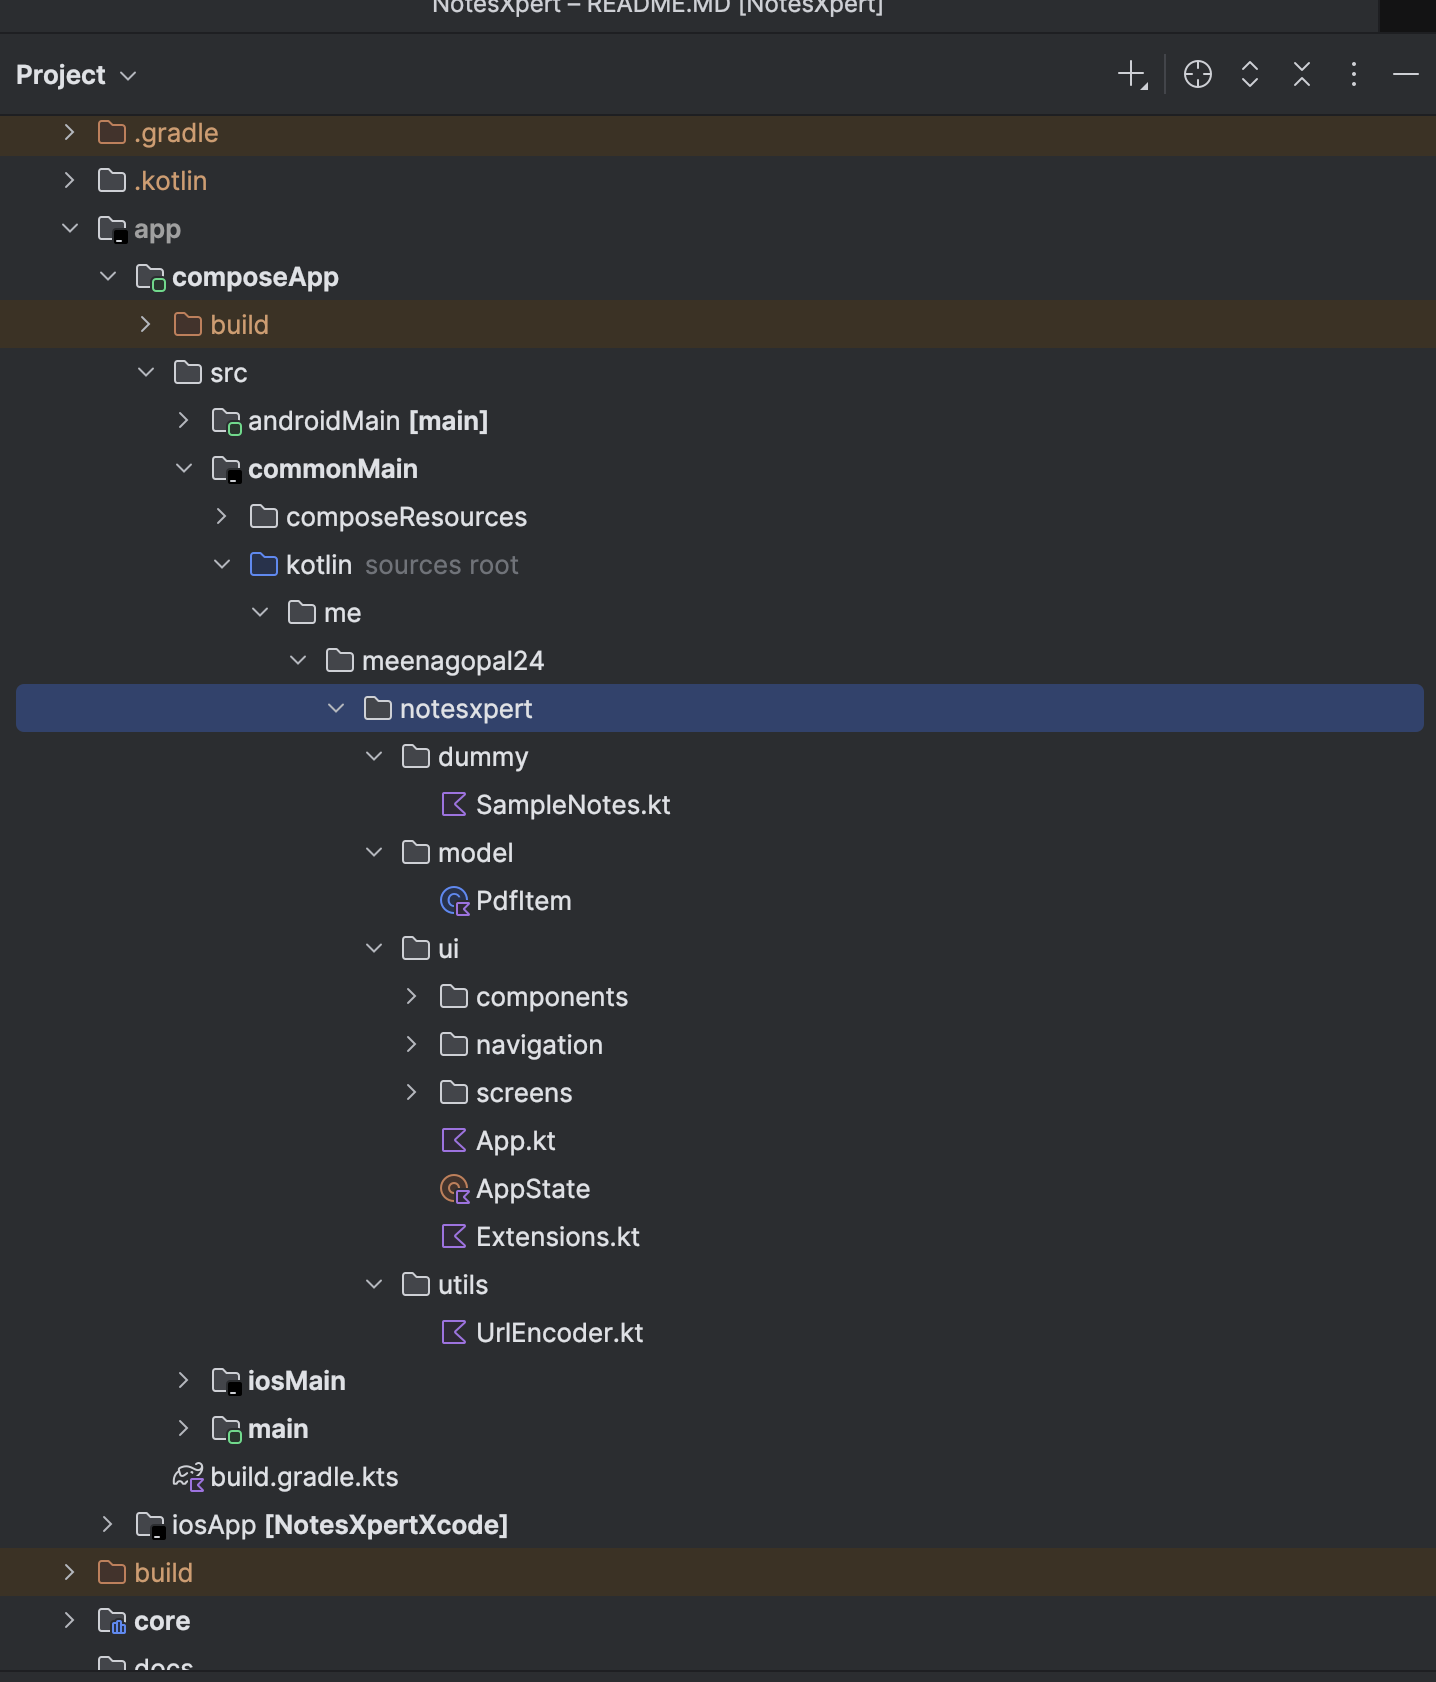 NotesXpert – README.MD [NotesXpert]
Project
.gradle
.kotlin
app
composeApp
build
src
androidMain [main]
commonMain
composeResources
kotlin sources root
me
meenagopal24
notesxpert
dummy
SampleNotes.kt
model
PdfItem
ui
components
navigation
screens
App.kt
AppState
Extensions.kt
utils
UrlEncoder.kt
iosMain
main
build.gradle.kts
iosApp [NotesXpertXcode]
build
core
docs